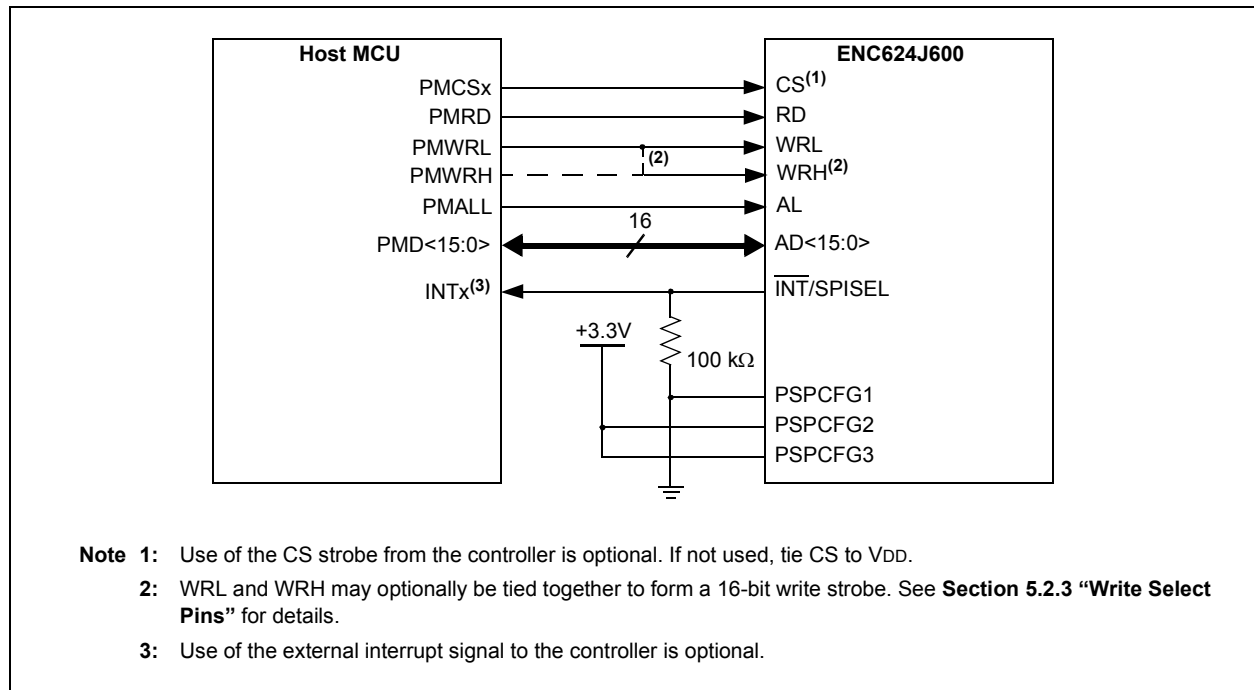 Host MCU
ENC624J600
PMCSx
CS(1)
PMRD
RD
PMWRL
WRL
(2)
PMWRH
WRH(2)
PMALL
AL
16
PMD<15:0>
AD<15:0>
INTx(3)
INT/SPISEL
+3.3V
100 kΩ
PSPCFG1
PSPCFG2
PSPCFG3
Note 1: Use of the CS strobe from the controller is optional. If not used, tie CS to VDD.
2: WRL and WRH may optionally be tied together to form a 16-bit write strobe. See Section 5.2.3 “Write Select
Pins” for details.
3: Use of the external interrupt signal to the controller is optional.